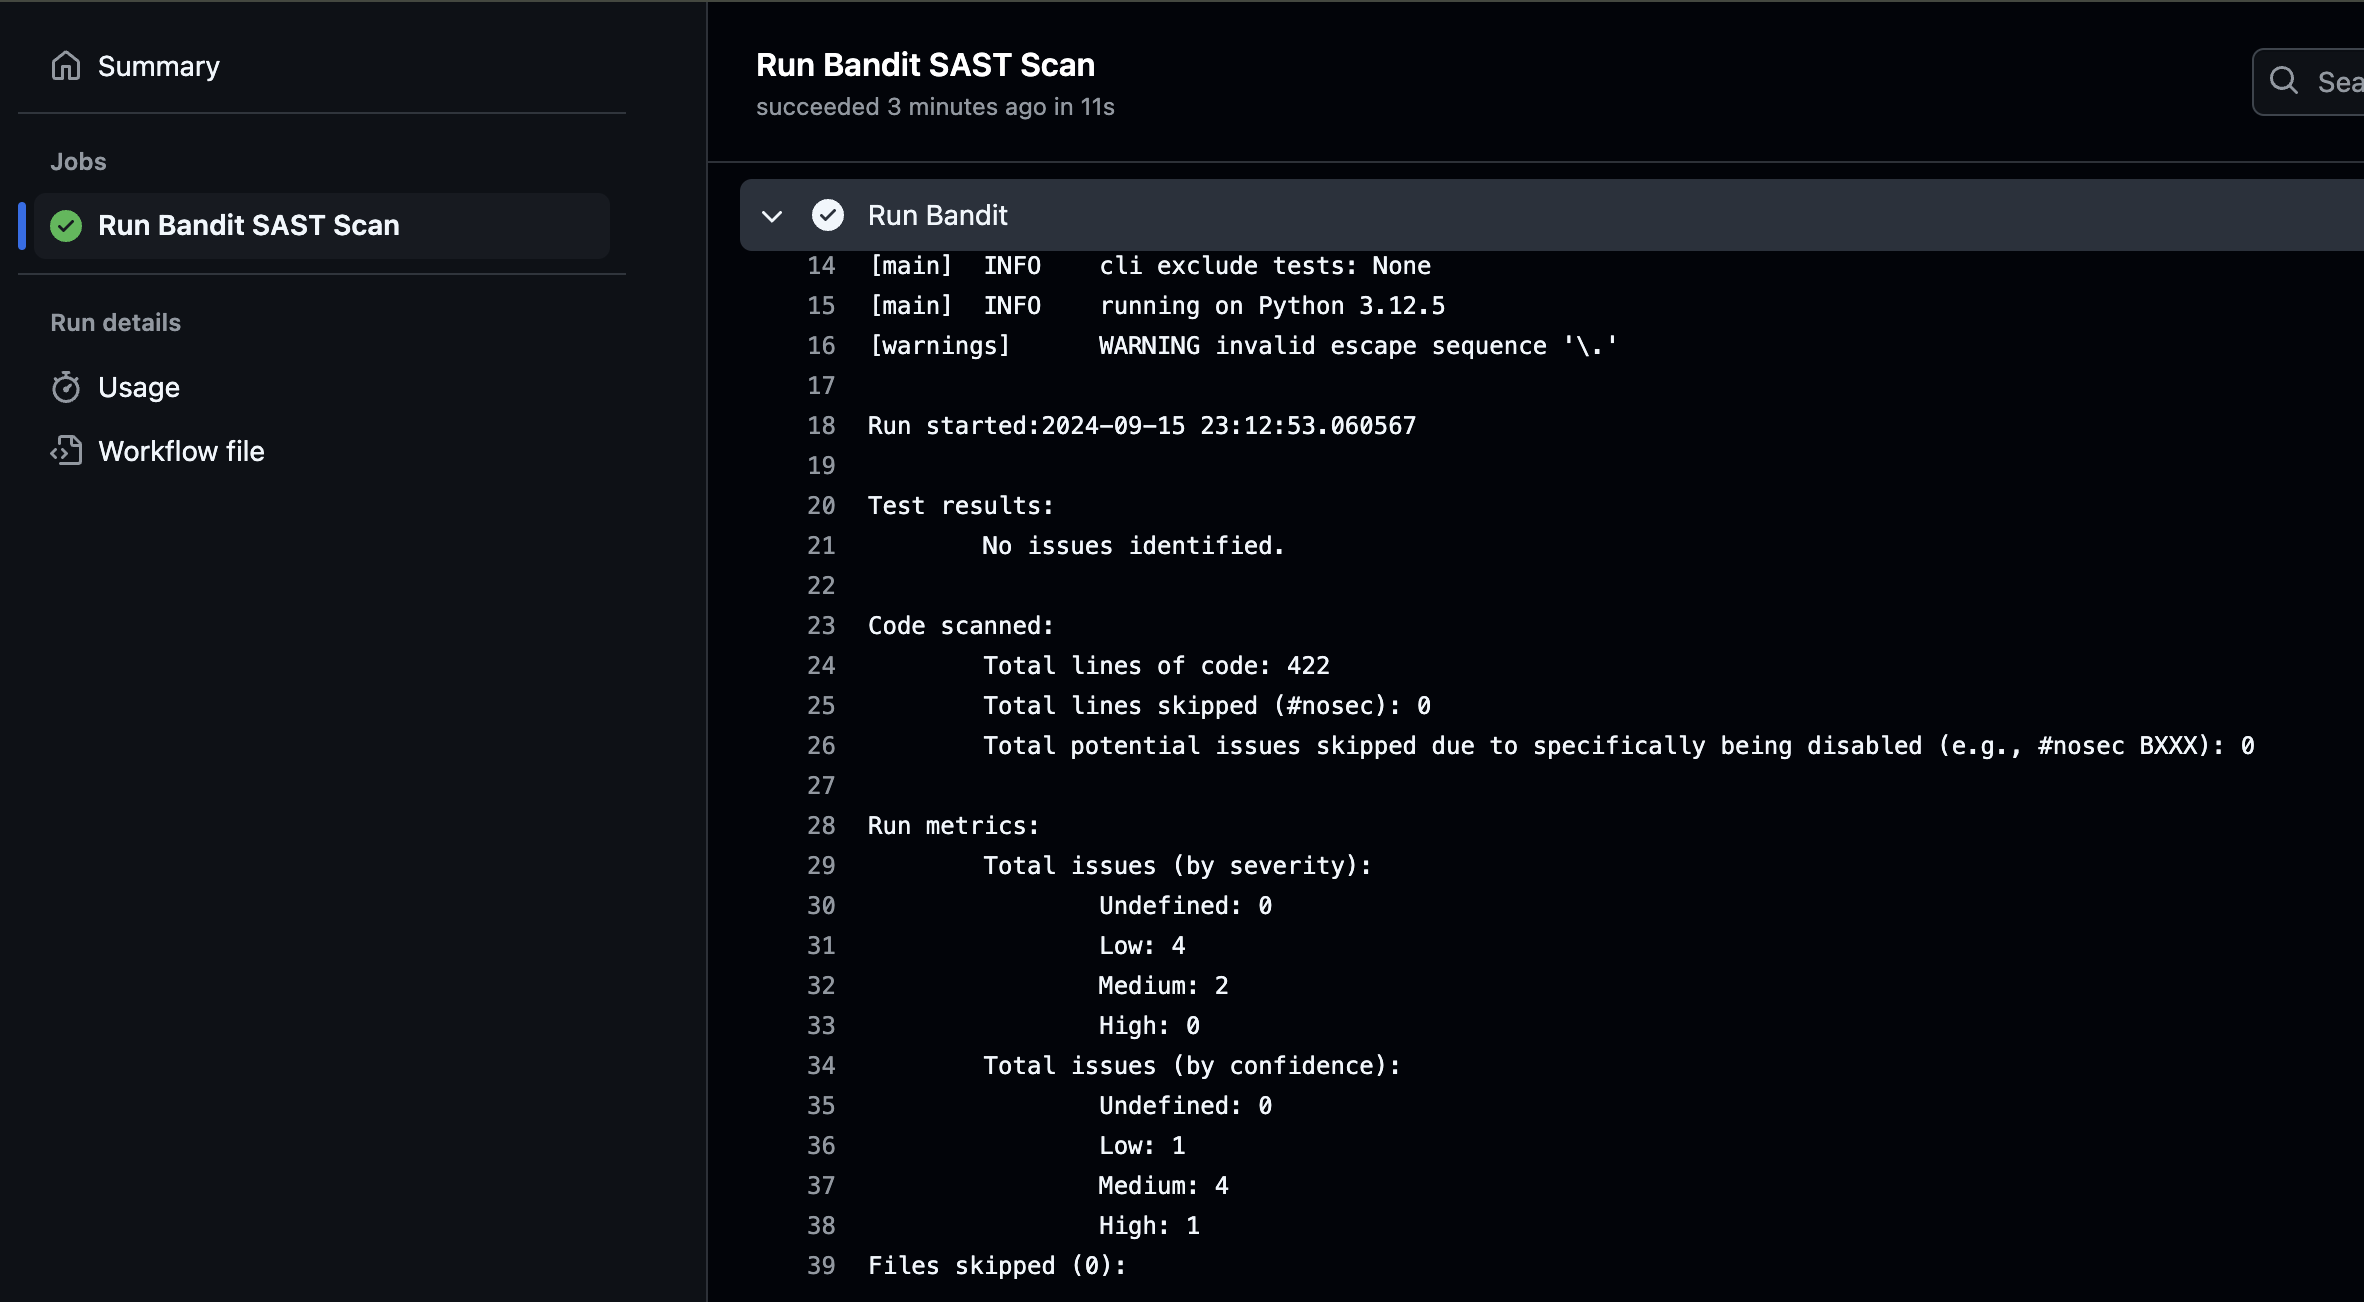 Summary
Jobs
Run Bandit SAST Scan
Run details
Usage
Workflow file
Run Bandit SAST Scan
succeeded 3 minutes ago in 11s
Sea
Run Bandit
14 [main]  INFO    cli exclude tests: None
15 [main]  INFO    running on Python 3.12.5
16 [warnings]      WARNING invalid escape sequence '\.'
17
18 Run started:2024-09-15 23:12:53.060567
19
20 Test results:
21         No issues identified.
22
23 Code scanned:
24         Total lines of code: 422
25         Total lines skipped (#nosec): 0
26         Total potential issues skipped due to specifically being disabled (e.g., #nosec BXXX): 0
27
28 Run metrics:
29         Total issues (by severity):
30                 Undefined: 0
31                 Low: 4
32                 Medium: 2
33                 High: 0
34         Total issues (by confidence):
35                 Undefined: 0
36                 Low: 1
37                 Medium: 4
38                 High: 1
39 Files skipped (0):